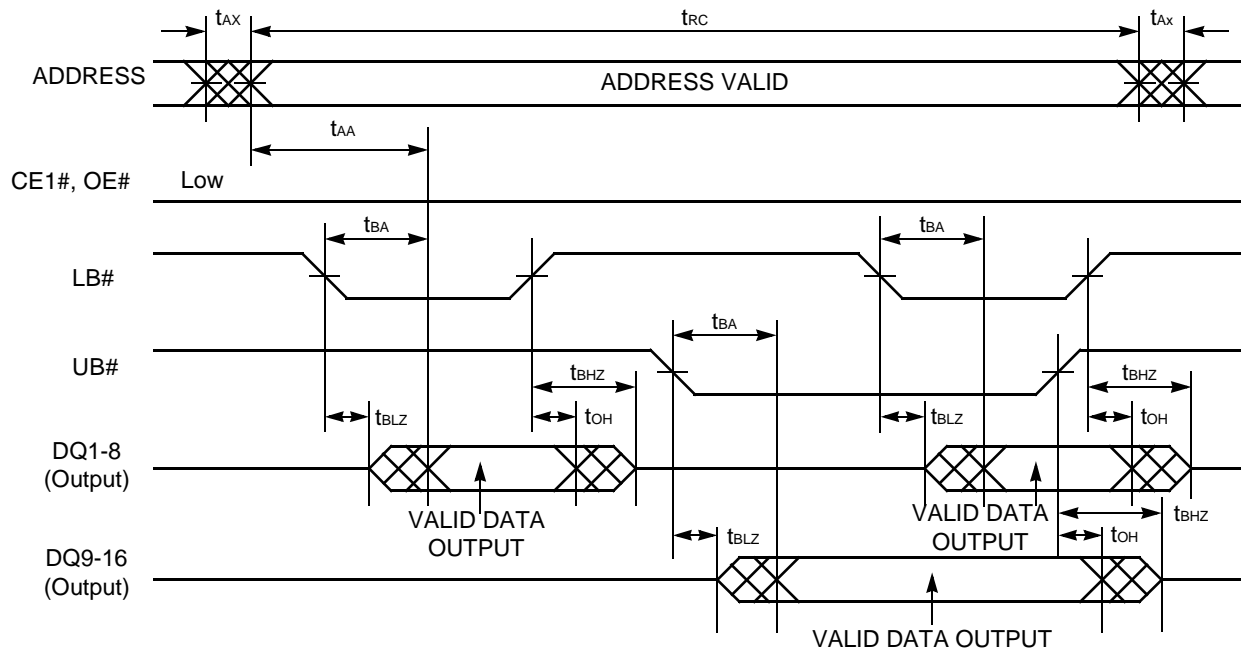 tAX
tRC
tAx
ADDRESS
ADDRESS VALID
tAA
CE1#, OE#
Low
tBA
tBA
LB#
tBA
UB#
tBHZ
tBHZ
tBLZ
tOH
tBLZ
tOH
DQ1-8
(Output)
VALID DATA
OUTPUT
VALID DATA
OUTPUT
tBHZ
tBLZ
tOH
DQ9-16
(Output)
VALID DATA OUTPUT